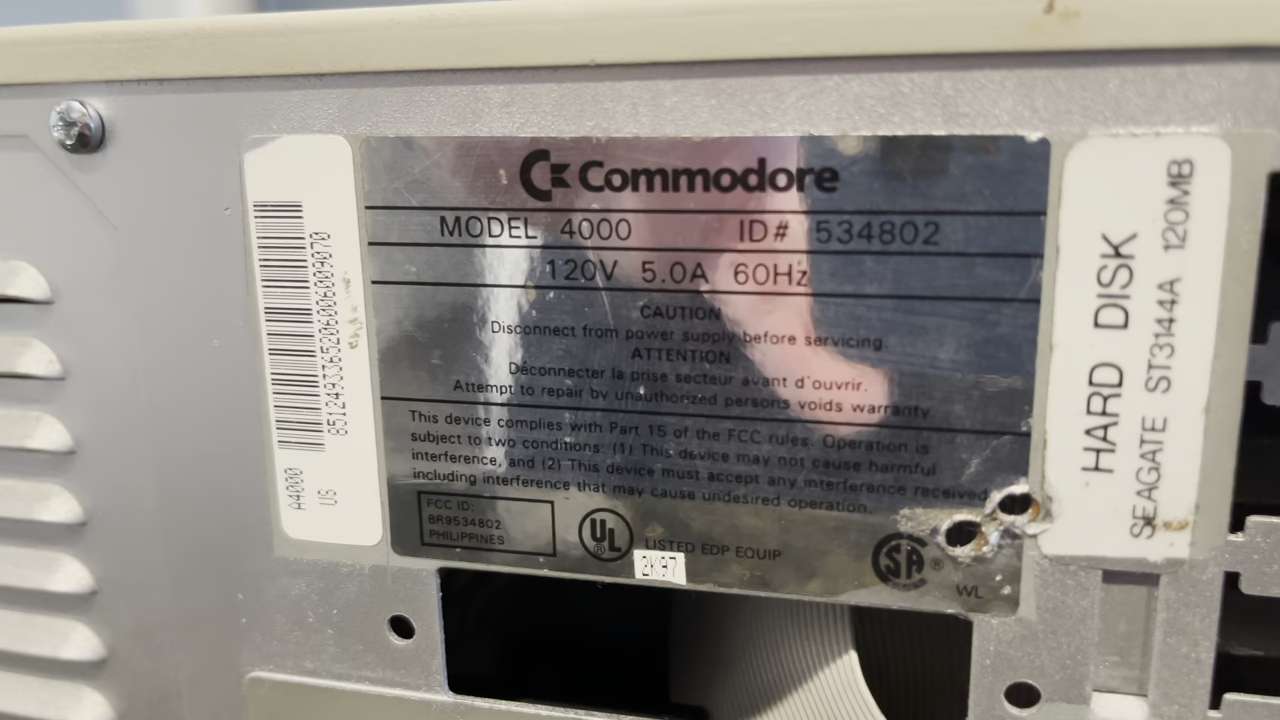 A4000
US
8512493365206006009070
Commodore
MODEL 4000 ID# 534802
120V 5.0A 60Hz
CAUTION
Disconnect from power supply before servicing.
ATTENTION
Déconnecter la prise secteur avant d'ouvrir.
Attempt to repair by unauthorized persons voids warranty.
This device complies with Part 15 of the FCC rules. Operation is
subject to two conditions: (1) This device may not cause harmful
interference, and (2) This device must accept any interference received
including interference that may cause undesired operation.
FCC ID:
BR9534802
PHILIPPINES
UL ®
LISTED EDP EQUIP
2K97
SA ®
WL
HARD DISK
SEAGATE ST3144A 120MB